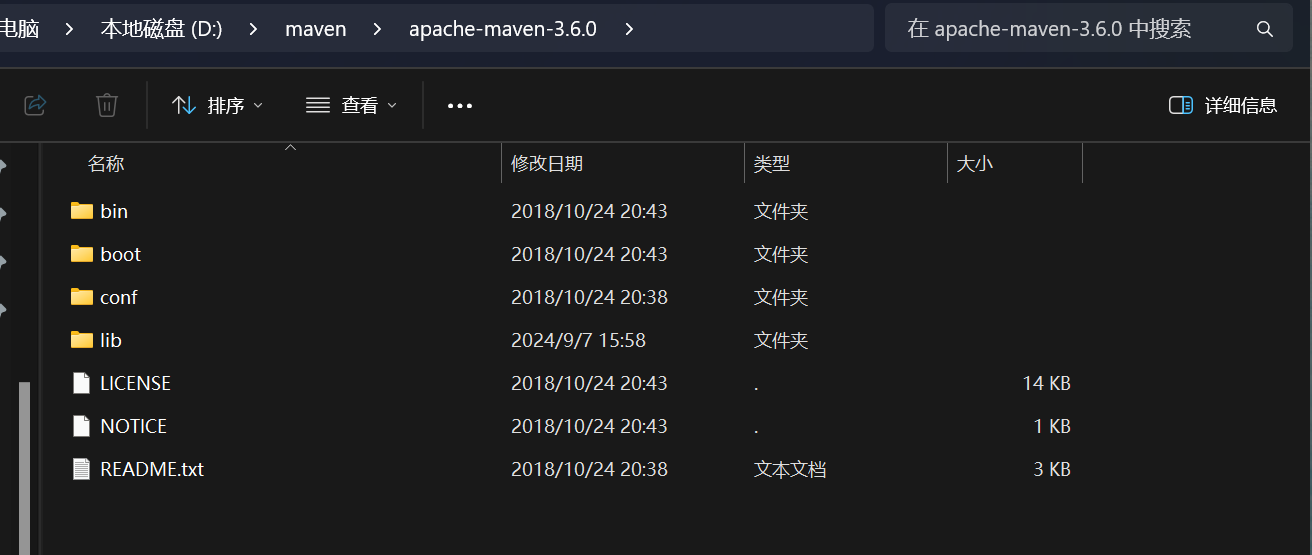 电脑 > 本地磁盘 (D:) > maven > apache-maven-3.6.0 > 在 apache-maven-3.6.0 中搜索
排序 查看 ••• 详细信息
名称 修改日期 类型 大小
bin 2018/10/24 20:43 文件夹
boot 2018/10/24 20:43 文件夹
conf 2018/10/24 20:38 文件夹
lib 2024/9/7 15:58 文件夹
LICENSE 2018/10/24 20:43 . 14 KB
NOTICE 2018/10/24 20:43 . 1 KB
README.txt 2018/10/24 20:38 文本文档 3 KB